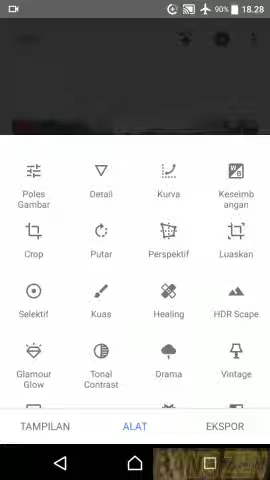 90% 18.28
Poles Gambar
Detail
Kurva
Keseimb angan
Crop
Putar
Perspektif
Luaskan
Selektif
Kuas
Healing
HDR Scape
Glamour Glow
Tonal Contrast
Drama
Vintage
TAMPILAN
ALAT
EKSPOR